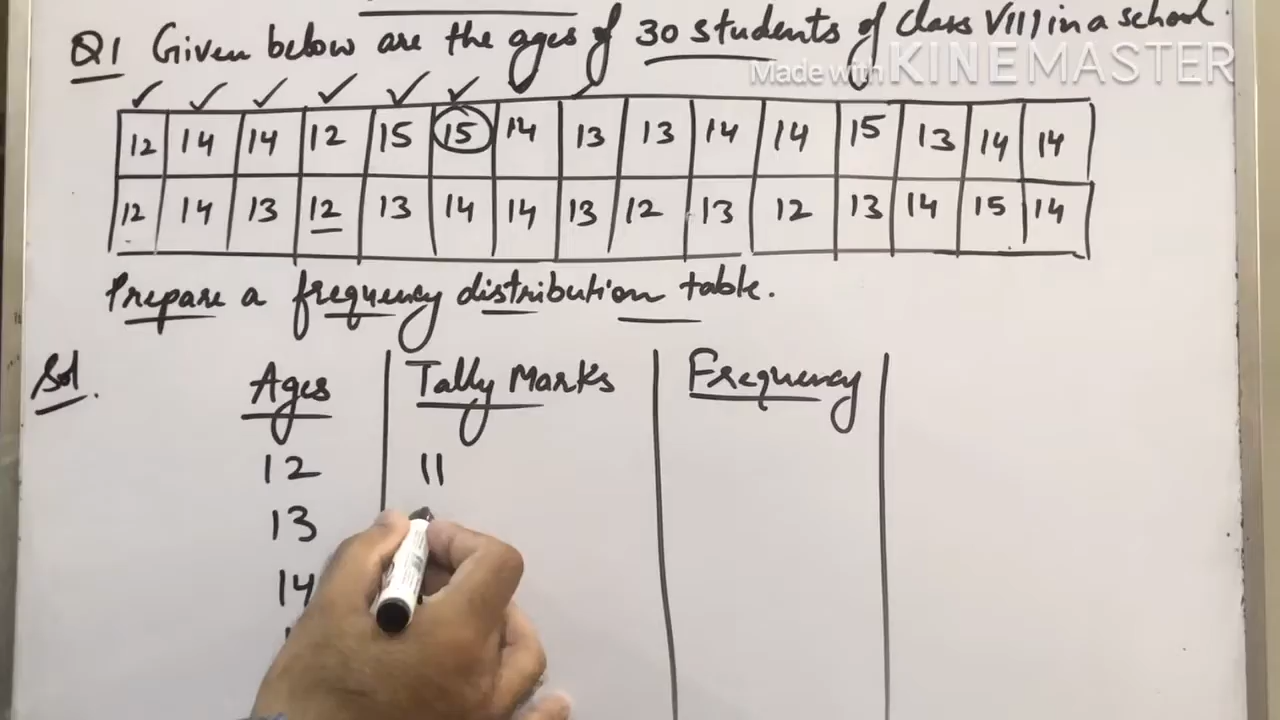 Q1 Given below are the ages of 30 students of class VIII in a school.
Made with KINEMASTER
12 14 14 12 15 15 14 13 13 14 14 15 13 14 14
12 14 13 12 13 14 14 13 12 13 12 13 14 15 14
Prepare a frequency distribution table.
Sol.
Ages Tally Marks Frequency
12 ||
13
14